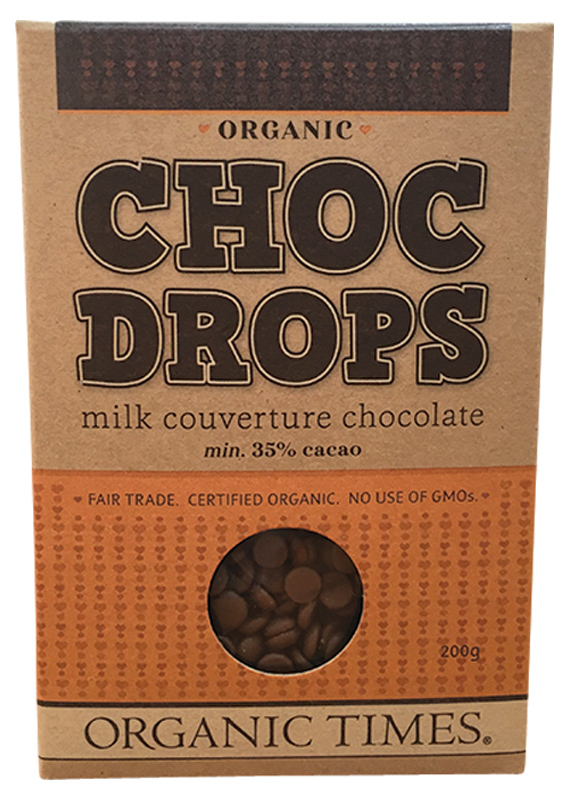 ORGANIC
CHOC
DROPS
milk couverture chocolate
min. 35% cacao
FAIR TRADE. CERTIFIED ORGANIC. NO USE OF GMOs.
200g
ORGANIC TIMES®